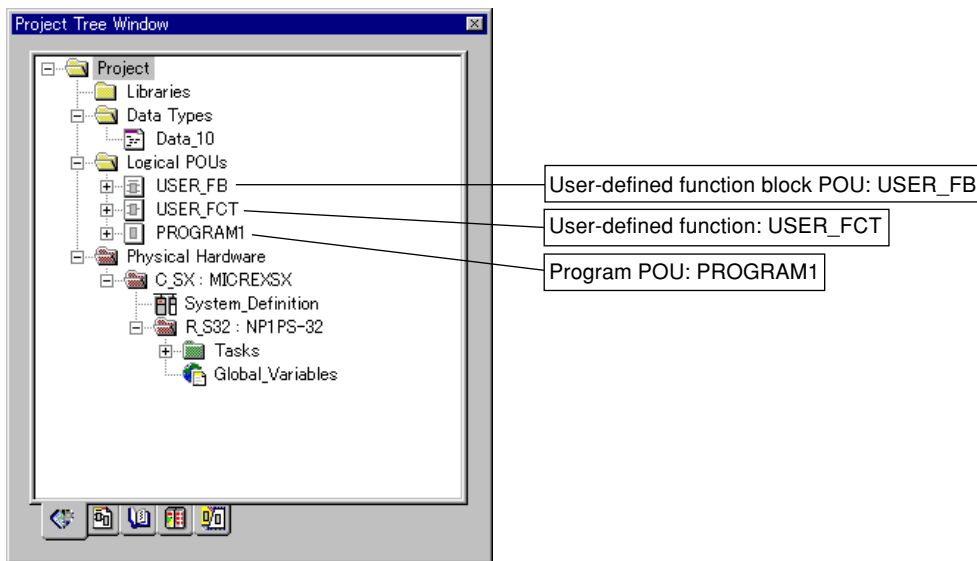 Project Tree Window
Project
Libraries
Data Types
Data_10
Logical POUs
USER_FB
User-defined function block POU: USER_FB
USER_FCT
User-defined function: USER_FCT
PROGRAM1
Program POU: PROGRAM1
Physical Hardware
C_SX : MICREXSX
System_Definition
R_S32 : NP1PS-32
Tasks
Global_Variables